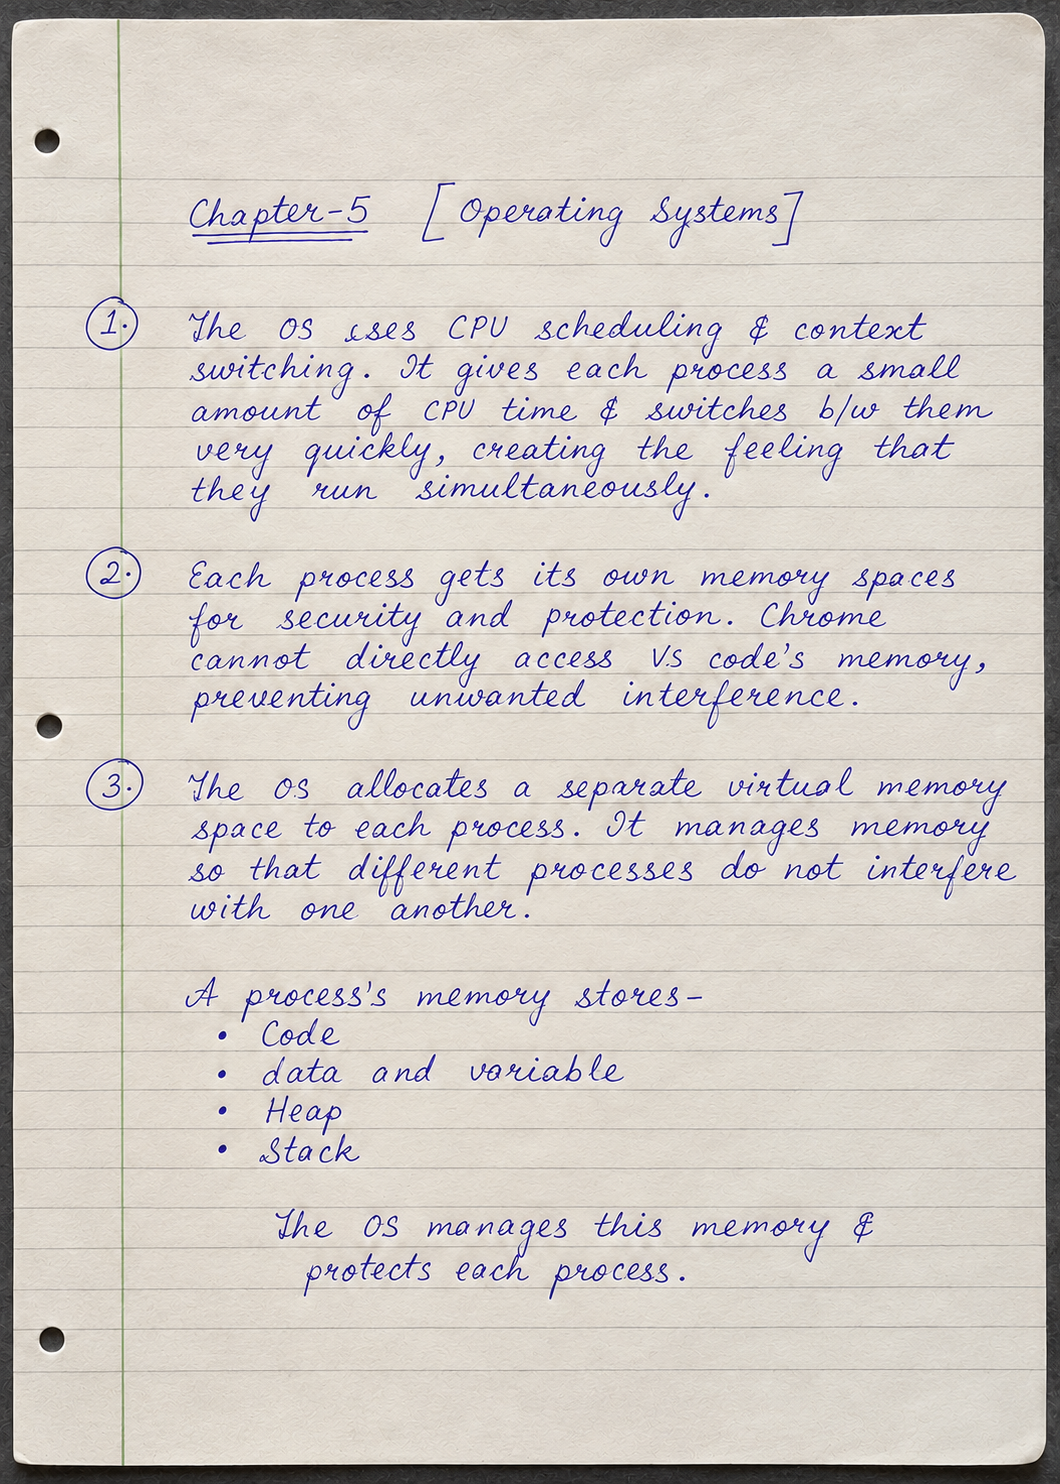 Chapter-5 [Operating Systems]
1. The OS uses CPU scheduling & context
switching. It gives each process a small
amount of CPU time & switches b/w them
very quickly, creating the feeling that
they run simultaneously.
2. Each process gets its own memory spaces
for security and protection. Chrome
cannot directly access VS code's memory,
preventing unwanted interference.
3. The OS allocates a separate virtual memory
space to each process. It manages memory
so that different processes do not interfere
with one another.
A process's memory stores-
• Code
• data and variable
• Heap
• Stack
The OS manages this memory &
protects each process.